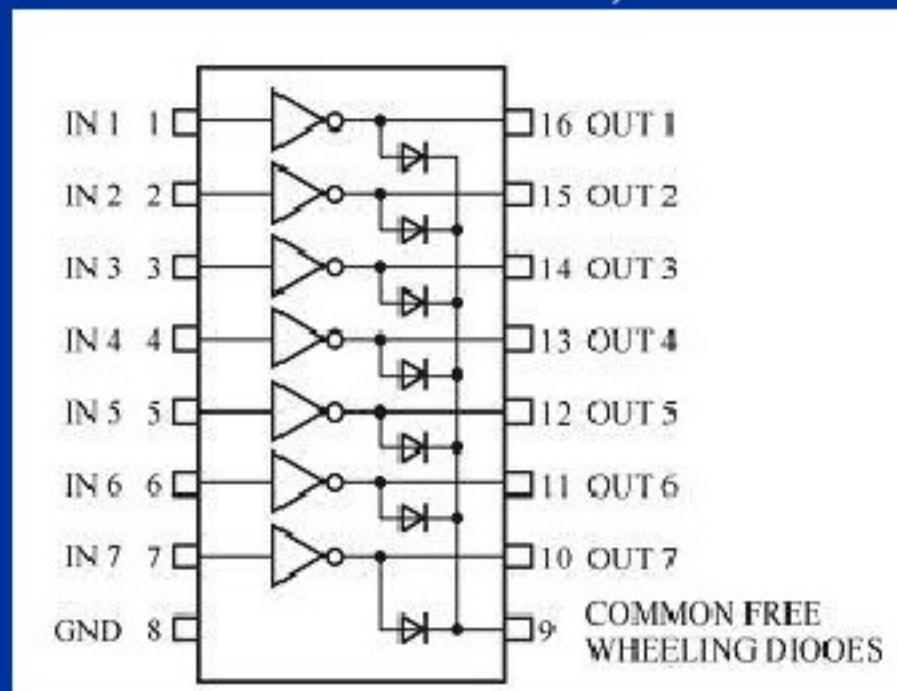 IN 1 1 16 OUT 1
IN 2 2 15 OUT 2
IN 3 3 14 OUT 3
IN 4 4 13 OUT 4
IN 5 5 12 OUT 5
IN 6 6 11 OUT 6
IN 7 7 10 OUT 7
GND 8 9 COMMON FREE
WHEELING DIOOES